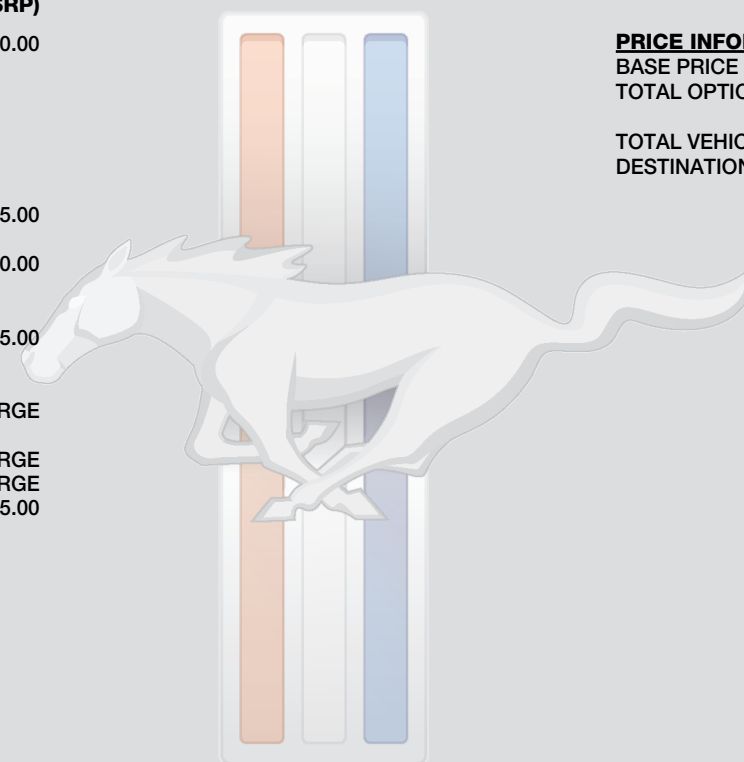 SRP)
0.00
5.00
0.00
5.00
RGE
RGE
RGE
5.00
PRICE INFO
BASE PRICE
TOTAL OPTIO
TOTAL VEHIC
DESTINATION